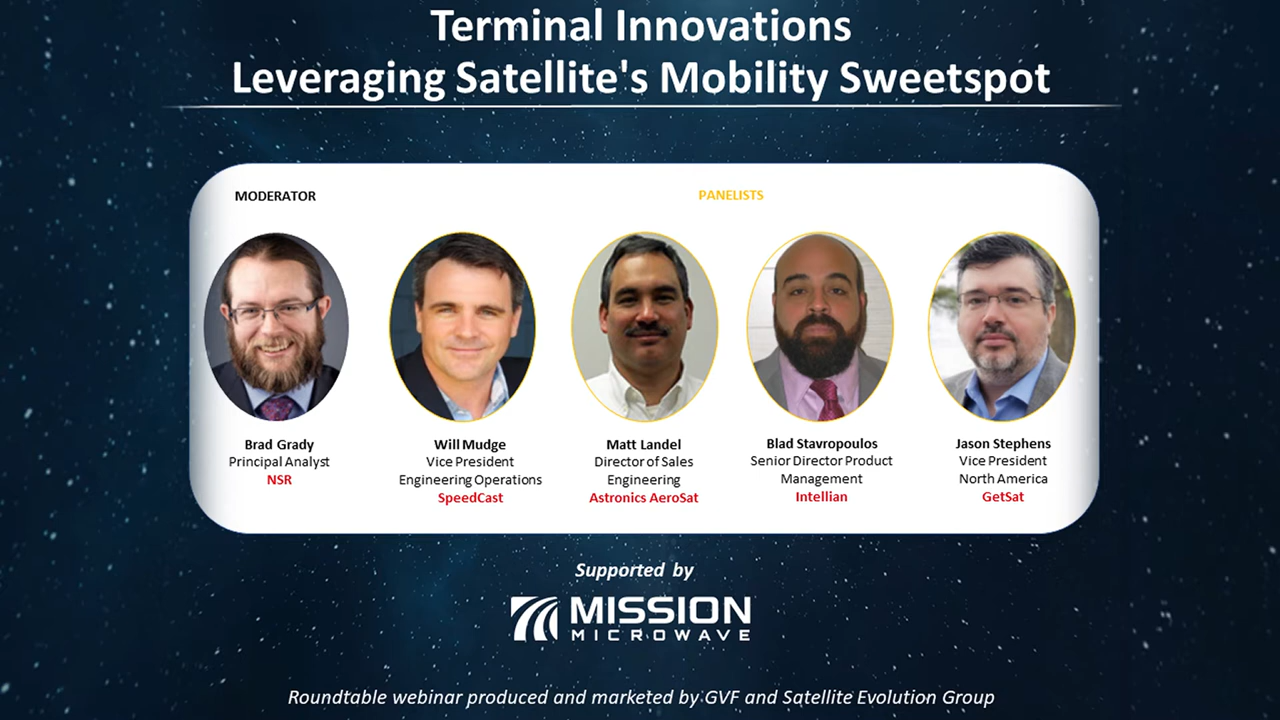 Terminal Innovations
Leveraging Satellite's Mobility Sweetspot
MODERATOR
PANELISTS
Brad Grady
Principal Analyst
NSR
Will Mudge
Vice President
Engineering Operations
SpeedCast
Matt Landel
Director of Sales
Engineering
Astronics AeroSat
Blad Stavropoulos
Senior Director Product
Management
Intellian
Jason Stephens
Vice President
North America
GetSat
Supported by
MISSION
MICROWAVE
Roundtable webinar produced and marketed by GVF and Satellite Evolution Group